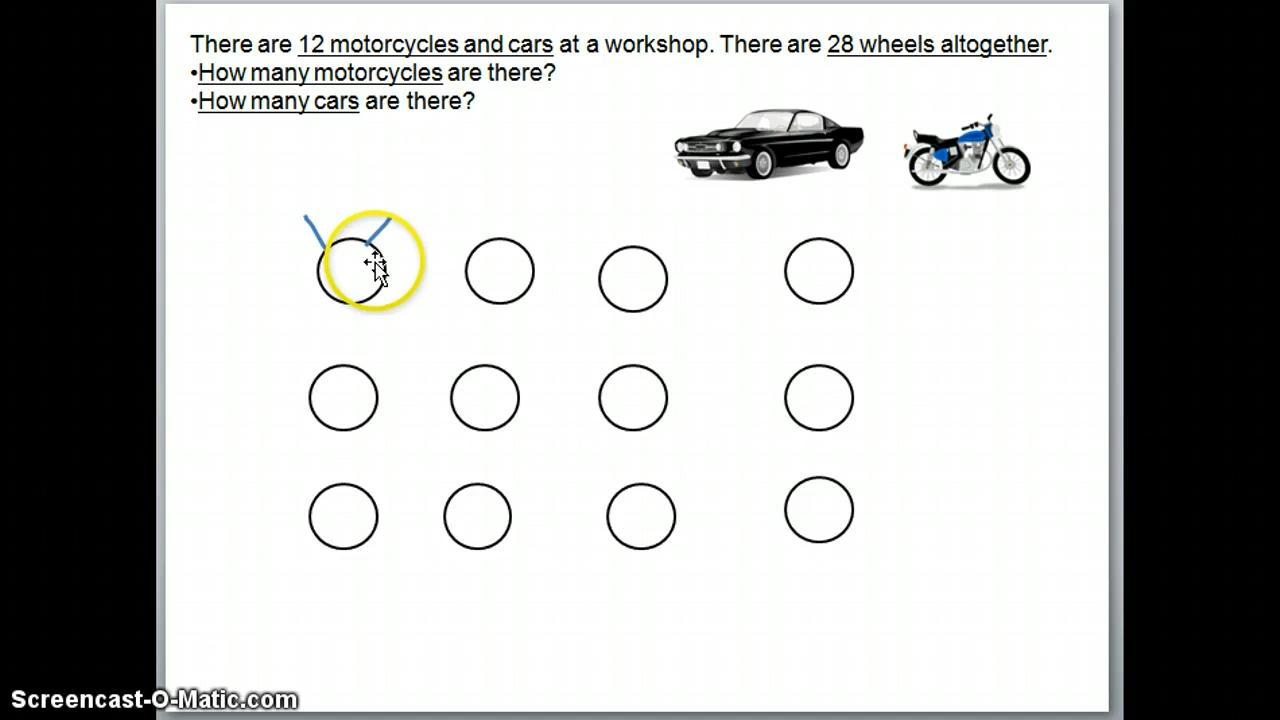 There are 12 motorcycles and cars at a workshop. There are 28 wheels altogether.
•How many motorcycles are there?
•How many cars are there?
Screencast-O-Matic.com